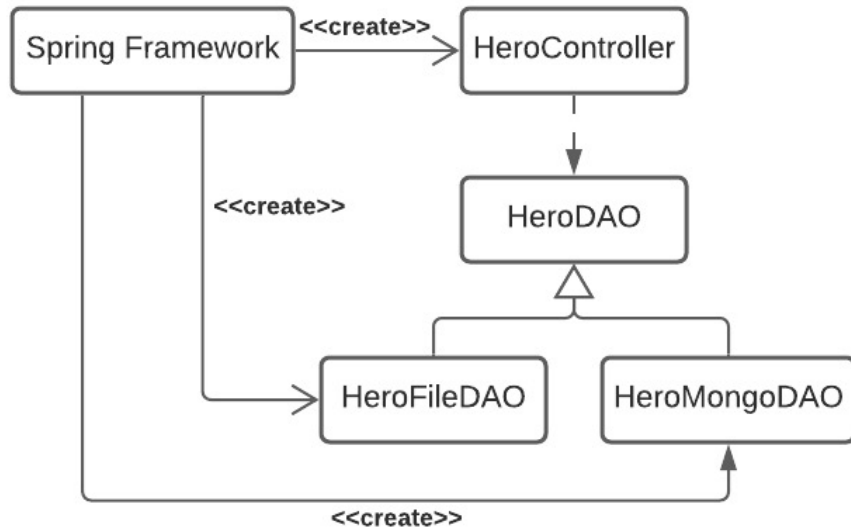 Spring Framework
<<create>>
HeroController
<<create>>
HeroDAO
HeroFileDAO
HeroMongoDAO
<<create>>